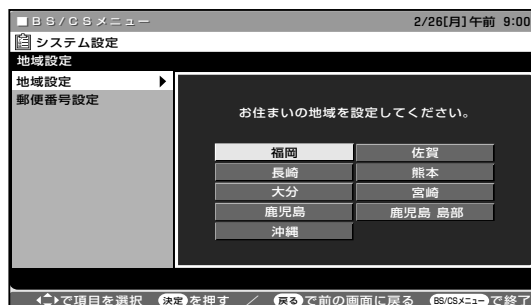 ■BS/CSメニュー 2/26[月]午前 9:00
システム設定
地域設定
地域設定
郵便番号設定
お住まいの地域を設定してください。
福岡 佐賀
長崎 熊本
大分 宮崎
鹿児島 鹿児島 島部
沖縄
で項目を選択 決定を押す / 戻るで前の画面に戻る BS/CSメニューで終了